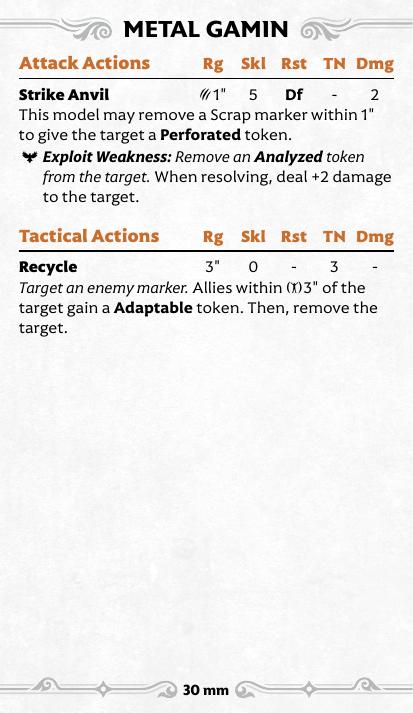 METAL GAMIN
Attack Actions Rg Skl Rst TN Dmg
Strike Anvil 1" 5 Df - 2
This model may remove a Scrap marker within 1"
to give the target a Perforated token.
Exploit Weakness: Remove an Analyzed token
from the target. When resolving, deal +2 damage
to the target.
Tactical Actions Rg Skl Rst TN Dmg
Recycle 3" 0 - 3 -
Target an enemy marker. Allies within 3" of the
target gain a Adaptable token. Then, remove the
target.
30 mm